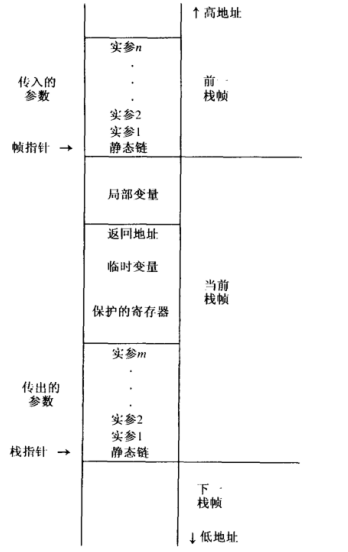 ↑高地址
实参n
.
.
.
实参2
实参1
静态链
传入的
参数
帧指针 →
前一
栈帧
局部变量
返回地址
临时变量
保护的寄存器
当前
栈帧
实参m
.
.
.
实参2
实参1
静态链
传出的
参数
栈指针 →
下一
栈帧
↓低地址